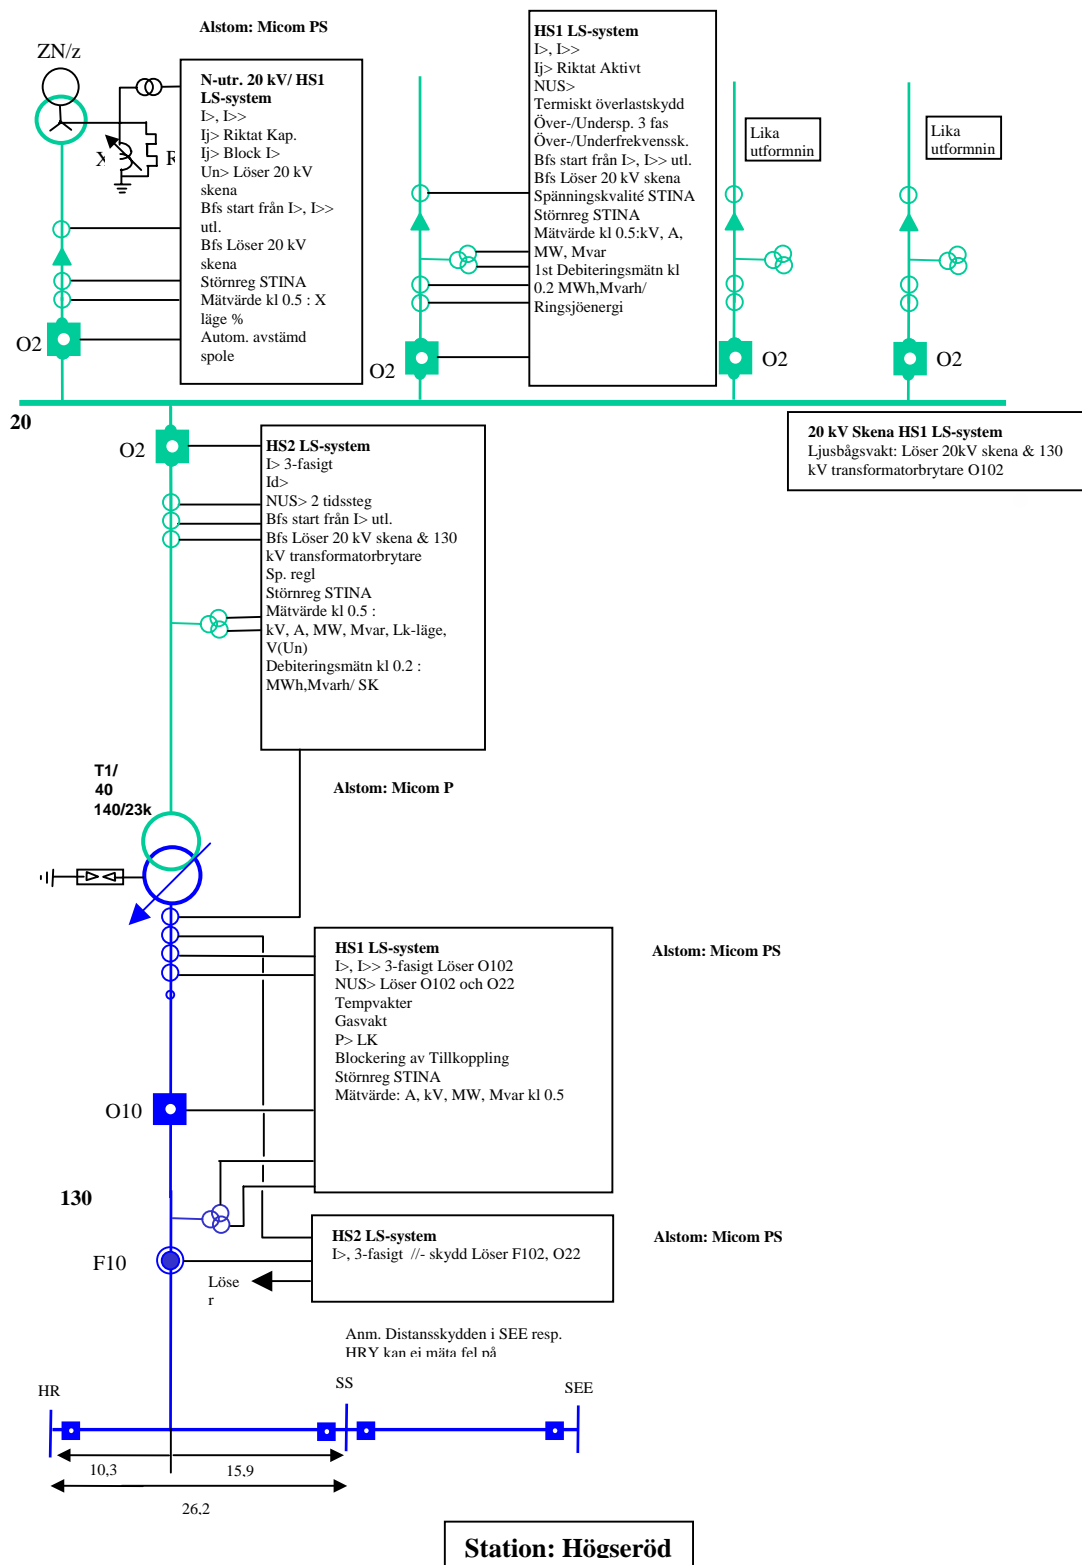 Alstom: Micom PS
ZN/z
N-utr. 20 kV/ HS1
LS-system
I>, I>>
Ij> Riktat Kap.
Ij> Block I>
Un> Löser 20 kV
skena
Bfs start från I>, I>>
utl.
Bfs Löser 20 kV
skena
Störnreg STINA
Mätvärde kl 0.5 : X
läge %
Autom. avstämd
spole
X
R
O2
HS1 LS-system
I>, I>>
Ij> Riktat Aktivt
NUS>
Termiskt överlastskydd
Över-/Undersp. 3 fas
Över-/Underfrekvenssk.
Bfs start från I>, I>> utl.
Bfs Löser 20 kV skena
Spänningskvalité STINA
Störnreg STINA
Mätvärde kl 0.5:kV, A,
MW, Mvar
1st Debiteringsmätn kl
0.2 MWh,Mvarh/
Ringsjöenergi
O2
Lika
utformnin
O2
Lika
utformnin
O2
20
20 kV Skena HS1 LS-system
Ljusbågsvakt: Löser 20kV skena & 130
kV transformatorbrytare O102
O2
HS2 LS-system
I> 3-fasigt
Id>
NUS> 2 tidssteg
Bfs start från I> utl.
Bfs Löser 20 kV skena & 130
kV transformatorbrytare
Sp. regl
Störnreg STINA
Mätvärde kl 0.5 :
kV, A, MW, Mvar, Lk-läge,
V(Un)
Debiteringsmätn kl 0.2 :
MWh,Mvarh/ SK
T1/
40
140/23k
Alstom: Micom P
HS1 LS-system
I>, I>> 3-fasigt Löser O102
NUS> Löser O102 och O22
Tempvakter
Gasvakt
P> LK
Blockering av Tillkoppling
Störnreg STINA
Mätvärde: A, kV, MW, Mvar kl 0.5
Alstom: Micom PS
O10
130
HS2 LS-system
I>, 3-fasigt //- skydd Löser F102, O22
Alstom: Micom PS
F10
Löse
r
Anm. Distansskydden i SEE resp.
HRY kan ej mäta fel på
HR
SS
SEE
10,3
15,9
26,2
Station: Högseröd